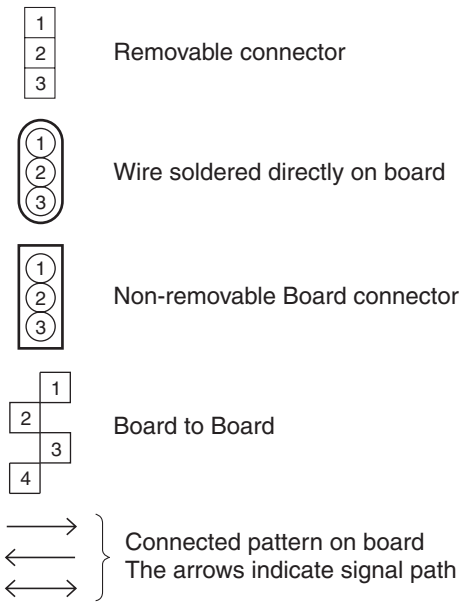 1
2
3
Removable connector
1
2
3
Wire soldered directly on board
1
2
3
Non-removable Board connector
1
2
3
4
Board to Board
Connected pattern on board
The arrows indicate signal path